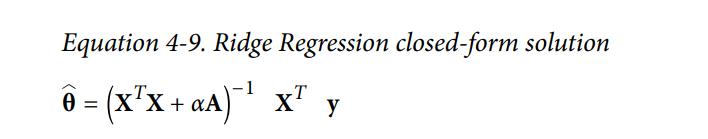 Equation 4-9. Ridge Regression closed-form solution
θ̂ = (XᵀX + αA)⁻¹ Xᵀ y